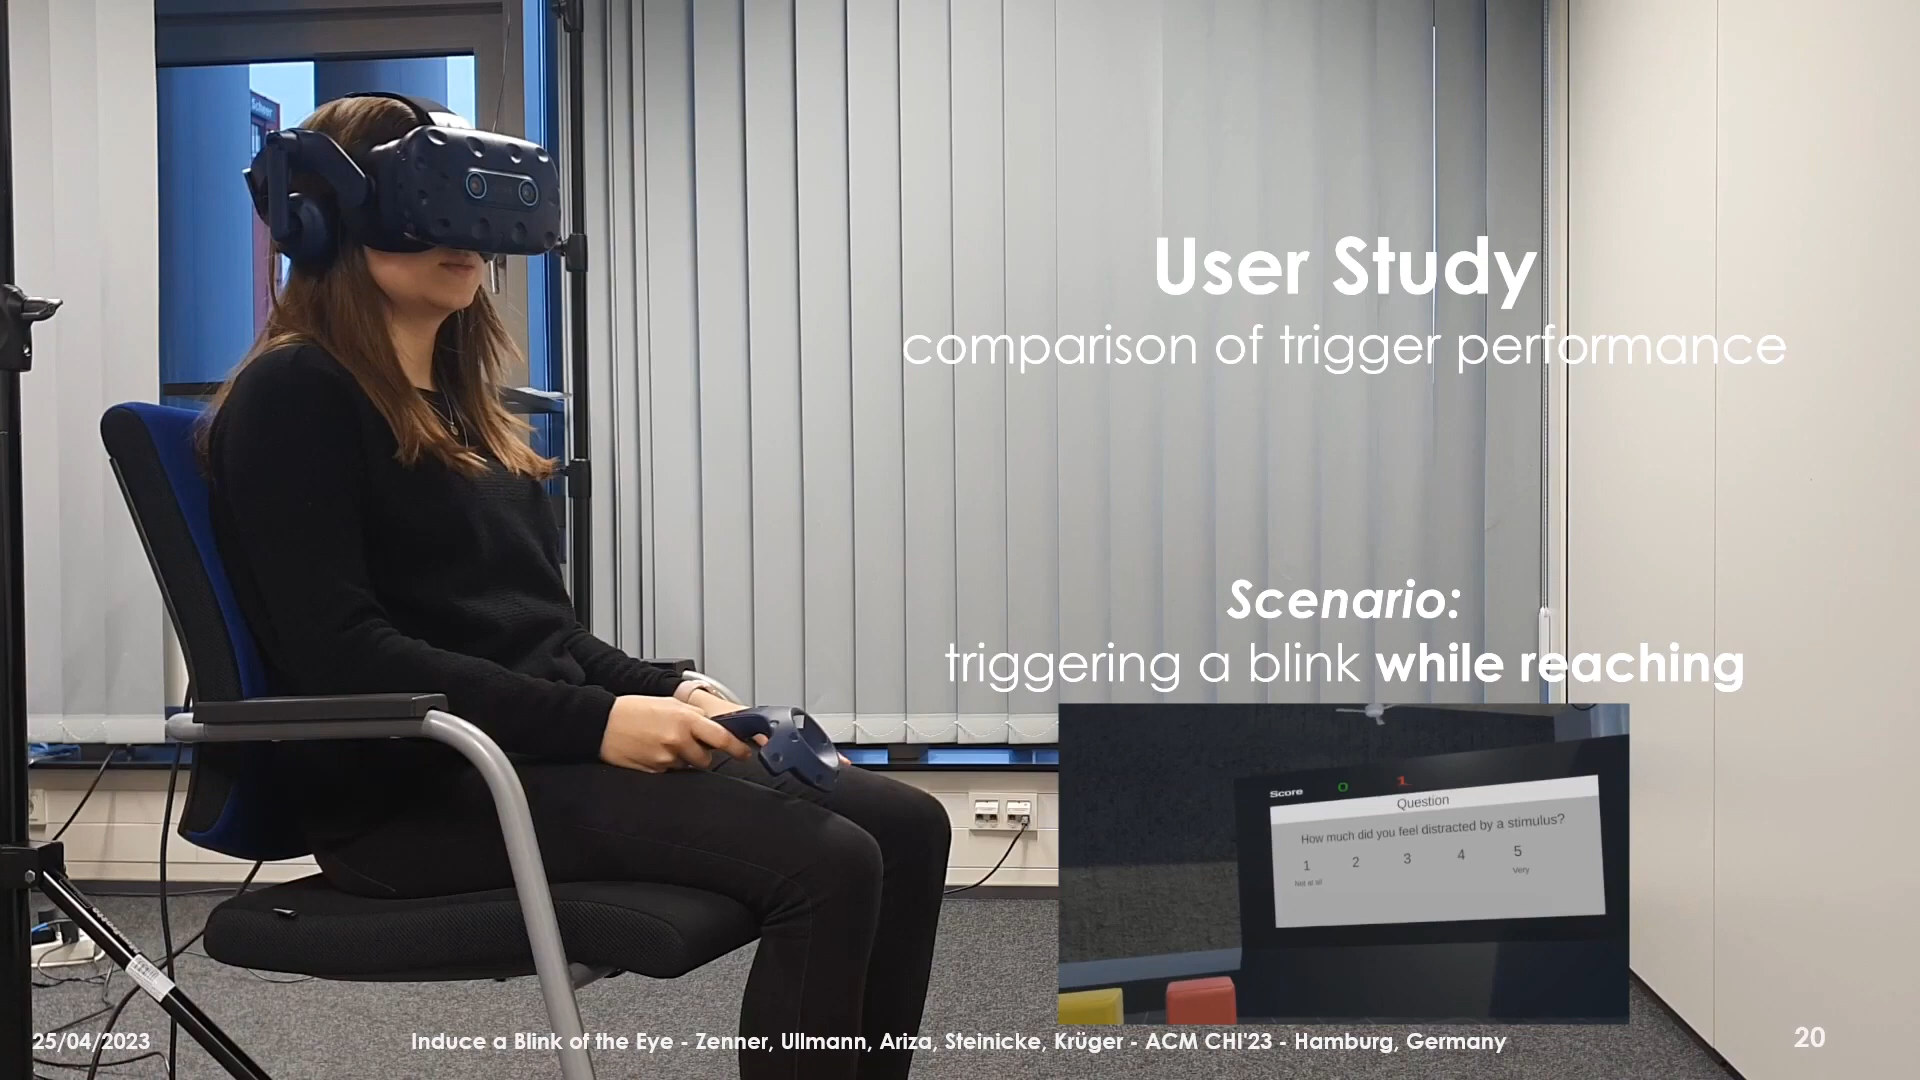 Scheer
User Study
comparison of trigger performance
Scenario:
triggering a blink while reaching
Score 0 1
Question
How much did you feel distracted by a stimulus?
1 2 3 4 5
Not at all Very
25/04/2023
Induce a Blink of the Eye - Zenner, Ullmann, Ariza, Steinicke, Krüger - ACM CHI'23 - Hamburg, Germany
20